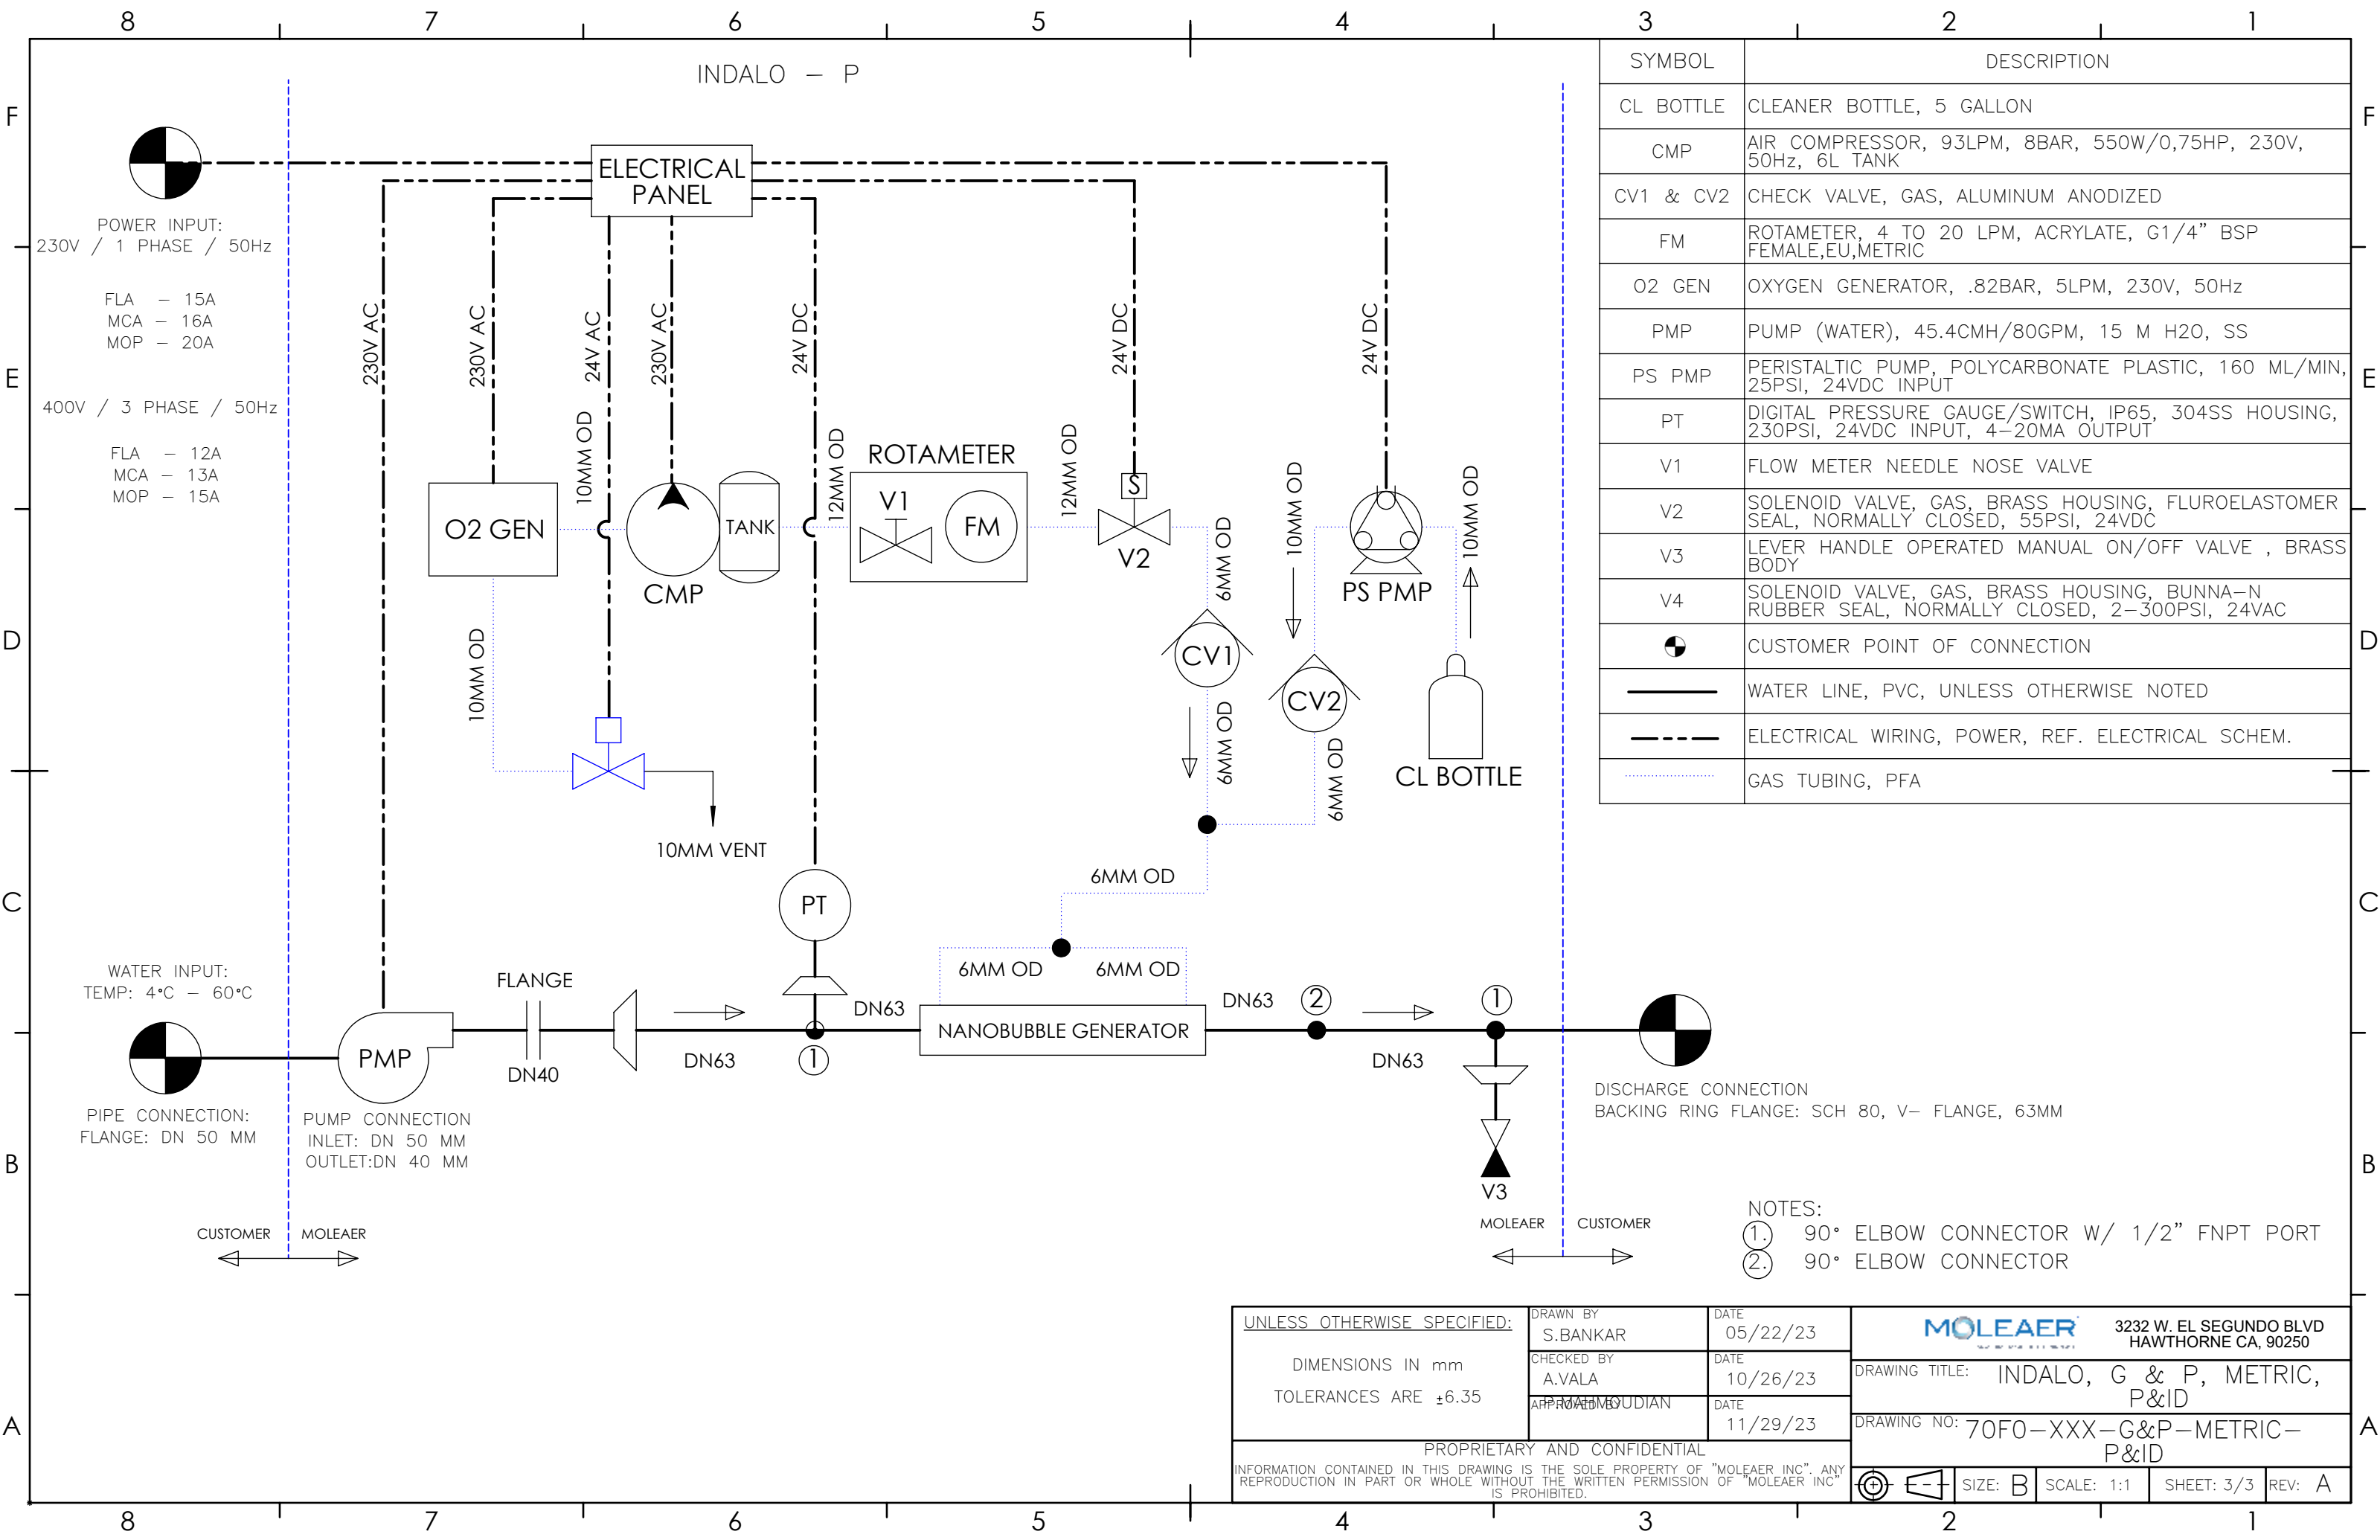 8 7 6 5 4 3 2 1
INDALO - P
F
E
D
C
B
A
F
E
D
C
B
A
POWER INPUT:
230V / 1 PHASE / 50Hz
FLA - 15A
MCA - 16A
MOP - 20A
400V / 3 PHASE / 50Hz
FLA - 12A
MCA - 13A
MOP - 15A
ELECTRICAL
PANEL
230V AC
230V AC
24V AC
230V AC
24V DC
24V DC
24V DC
10MM OD
12MM OD
12MM OD
10MM OD
10MM OD
ROTAMETER
V1
FM
O2 GEN
CMP
TANK
S
V2
6MM OD
PS PMP
10MM OD
CV1
CV2
6MM OD
6MM OD
CL BOTTLE
10MM VENT
6MM OD
PT
6MM OD
6MM OD
WATER INPUT:
TEMP: 4°C - 60°C
PIPE CONNECTION:
FLANGE: DN 50 MM
PMP
PUMP CONNECTION
INLET: DN 50 MM
OUTLET:DN 40 MM
FLANGE
DN40
DN63
1
DN63
NANOBUBBLE GENERATOR
DN63
2
DN63
1
V3
DISCHARGE CONNECTION
BACKING RING FLANGE: SCH 80, V- FLANGE, 63MM
CUSTOMER MOLEAER
MOLEAER CUSTOMER
SYMBOL DESCRIPTION
CL BOTTLE CLEANER BOTTLE, 5 GALLON
CMP AIR COMPRESSOR, 93LPM, 8BAR, 550W/0,75HP, 230V,
50Hz, 6L TANK
CV1 & CV2 CHECK VALVE, GAS, ALUMINUM ANODIZED
FM ROTAMETER, 4 TO 20 LPM, ACRYLATE, G1/4" BSP
FEMALE,EU,METRIC
O2 GEN OXYGEN GENERATOR, .82BAR, 5LPM, 230V, 50Hz
PMP PUMP (WATER), 45.4CMH/80GPM, 15 M H2O, SS
PS PMP PERISTALTIC PUMP, POLYCARBONATE PLASTIC, 160 ML/MIN,
25PSI, 24VDC INPUT
PT DIGITAL PRESSURE GAUGE/SWITCH, IP65, 304SS HOUSING,
230PSI, 24VDC INPUT, 4-20MA OUTPUT
V1 FLOW METER NEEDLE NOSE VALVE
V2 SOLENOID VALVE, GAS, BRASS HOUSING, FLUROELASTOMER
SEAL, NORMALLY CLOSED, 55PSI, 24VDC
V3 LEVER HANDLE OPERATED MANUAL ON/OFF VALVE , BRASS
BODY
V4 SOLENOID VALVE, GAS, BRASS HOUSING, BUNNA-N
RUBBER SEAL, NORMALLY CLOSED, 2-300PSI, 24VAC
CUSTOMER POINT OF CONNECTION
WATER LINE, PVC, UNLESS OTHERWISE NOTED
ELECTRICAL WIRING, POWER, REF. ELECTRICAL SCHEM.
GAS TUBING, PFA
NOTES:
1. 90° ELBOW CONNECTOR W/ 1/2" FNPT PORT
2. 90° ELBOW CONNECTOR
UNLESS OTHERWISE SPECIFIED:
DIMENSIONS IN mm
TOLERANCES ARE ±6.35
DRAWN BY
S.BANKAR
DATE
05/22/23
CHECKED BY
A.VALA
DATE
10/26/23
APPROVED BY
P.MAHMOUDIAN
DATE
11/29/23
PROPRIETARY AND CONFIDENTIAL
INFORMATION CONTAINED IN THIS DRAWING IS THE SOLE PROPERTY OF "MOLEAER INC". ANY
REPRODUCTION IN PART OR WHOLE WITHOUT THE WRITTEN PERMISSION OF "MOLEAER INC"
IS PROHIBITED.
MOLEAER
3232 W. EL SEGUNDO BLVD
HAWTHORNE CA, 90250
DRAWING TITLE: INDALO, G & P, METRIC,
P&ID
DRAWING NO: 70F0-XXX-G&P-METRIC-
P&ID
SIZE: B SCALE: 1:1 SHEET: 3/3 REV: A
8 7 6 5 4 3 2 1